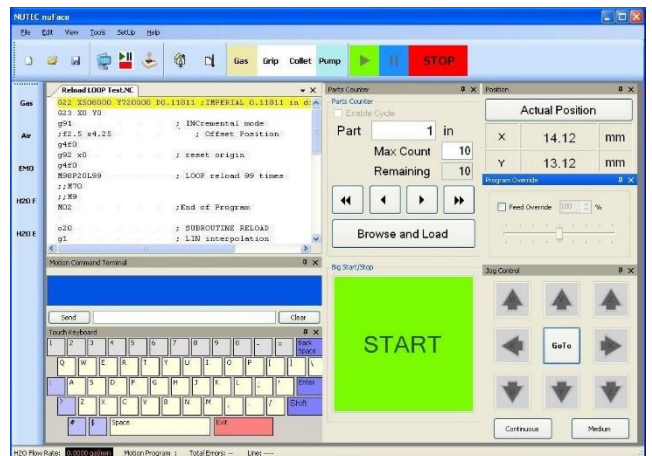 NUTEC nuFace
File Edit View Tools SetUp Help
Gas Grip Collet Pump STOP
Gas
Air
EMO
H2O F
H2O E
Reload LOOP Test.NC
G22 X508000 Y720000 D0.11811 ;IMPERIAL 0.11811 in d:
G23 X0 Y0
g91 ; INCremental mode
;f2.5 x4.25 ; Offset Position
g4f0
g92 x0 ; reset origin
g4f0
M98P20L99 ; LOOP reload 99 times
;;M70
;;M9
M02 ;End of Program
o20 ; SUBROUTINE RELOAD
g1 ; LIN interpolation
Motion Command Terminal
Send Clear
Touch Keyboard
1 2 3 4 5 6 7 8 9 0 - = Back Space
Q W E R T Y U I O P [ ] \
A S D F G H J K L ; ' Enter
? Z X C V B N M , . / Shift
# $ Space Exit
Parts Counter
Parts Counter
Enable Cycle
Part 1 in
Max Count 10
Remaining 10
Browse and Load
Big Start/Stop
START
Position
Actual Position
X 14.12 mm
Y 13.12 mm
Program Override
Feed Override 100 %
Jog Control
GoTo
Continuous Medium
H2O Flow Rate: 0.0000 gal/min Motion Program : Total Errors: -- Line: ----